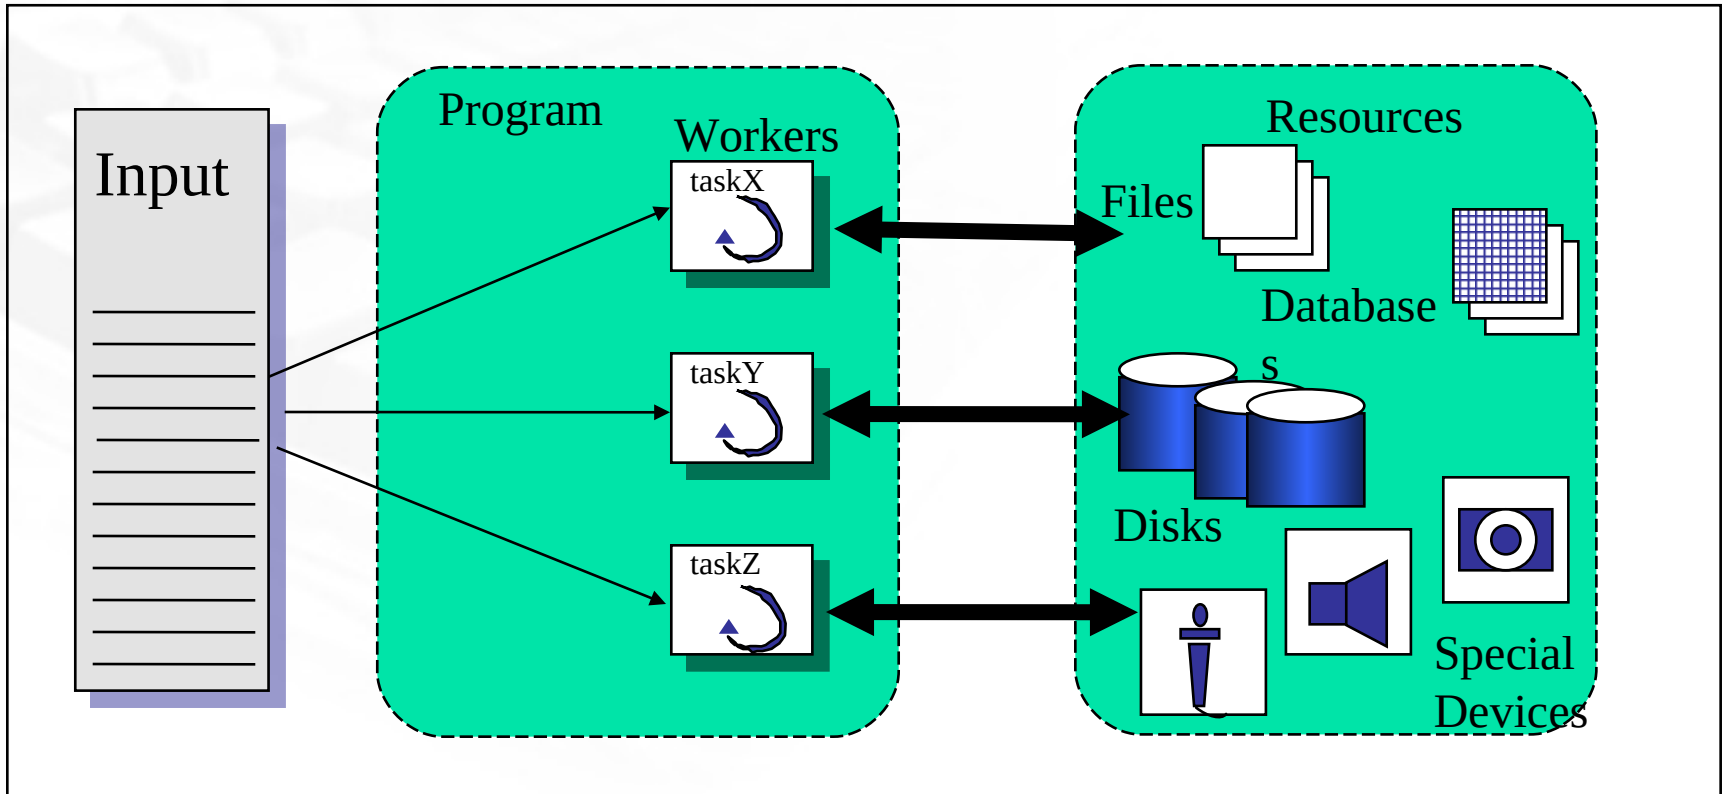 Input
Program
Workers
taskX
taskY
taskZ
Resources
Files
Database
s
Disks
Special
Devices